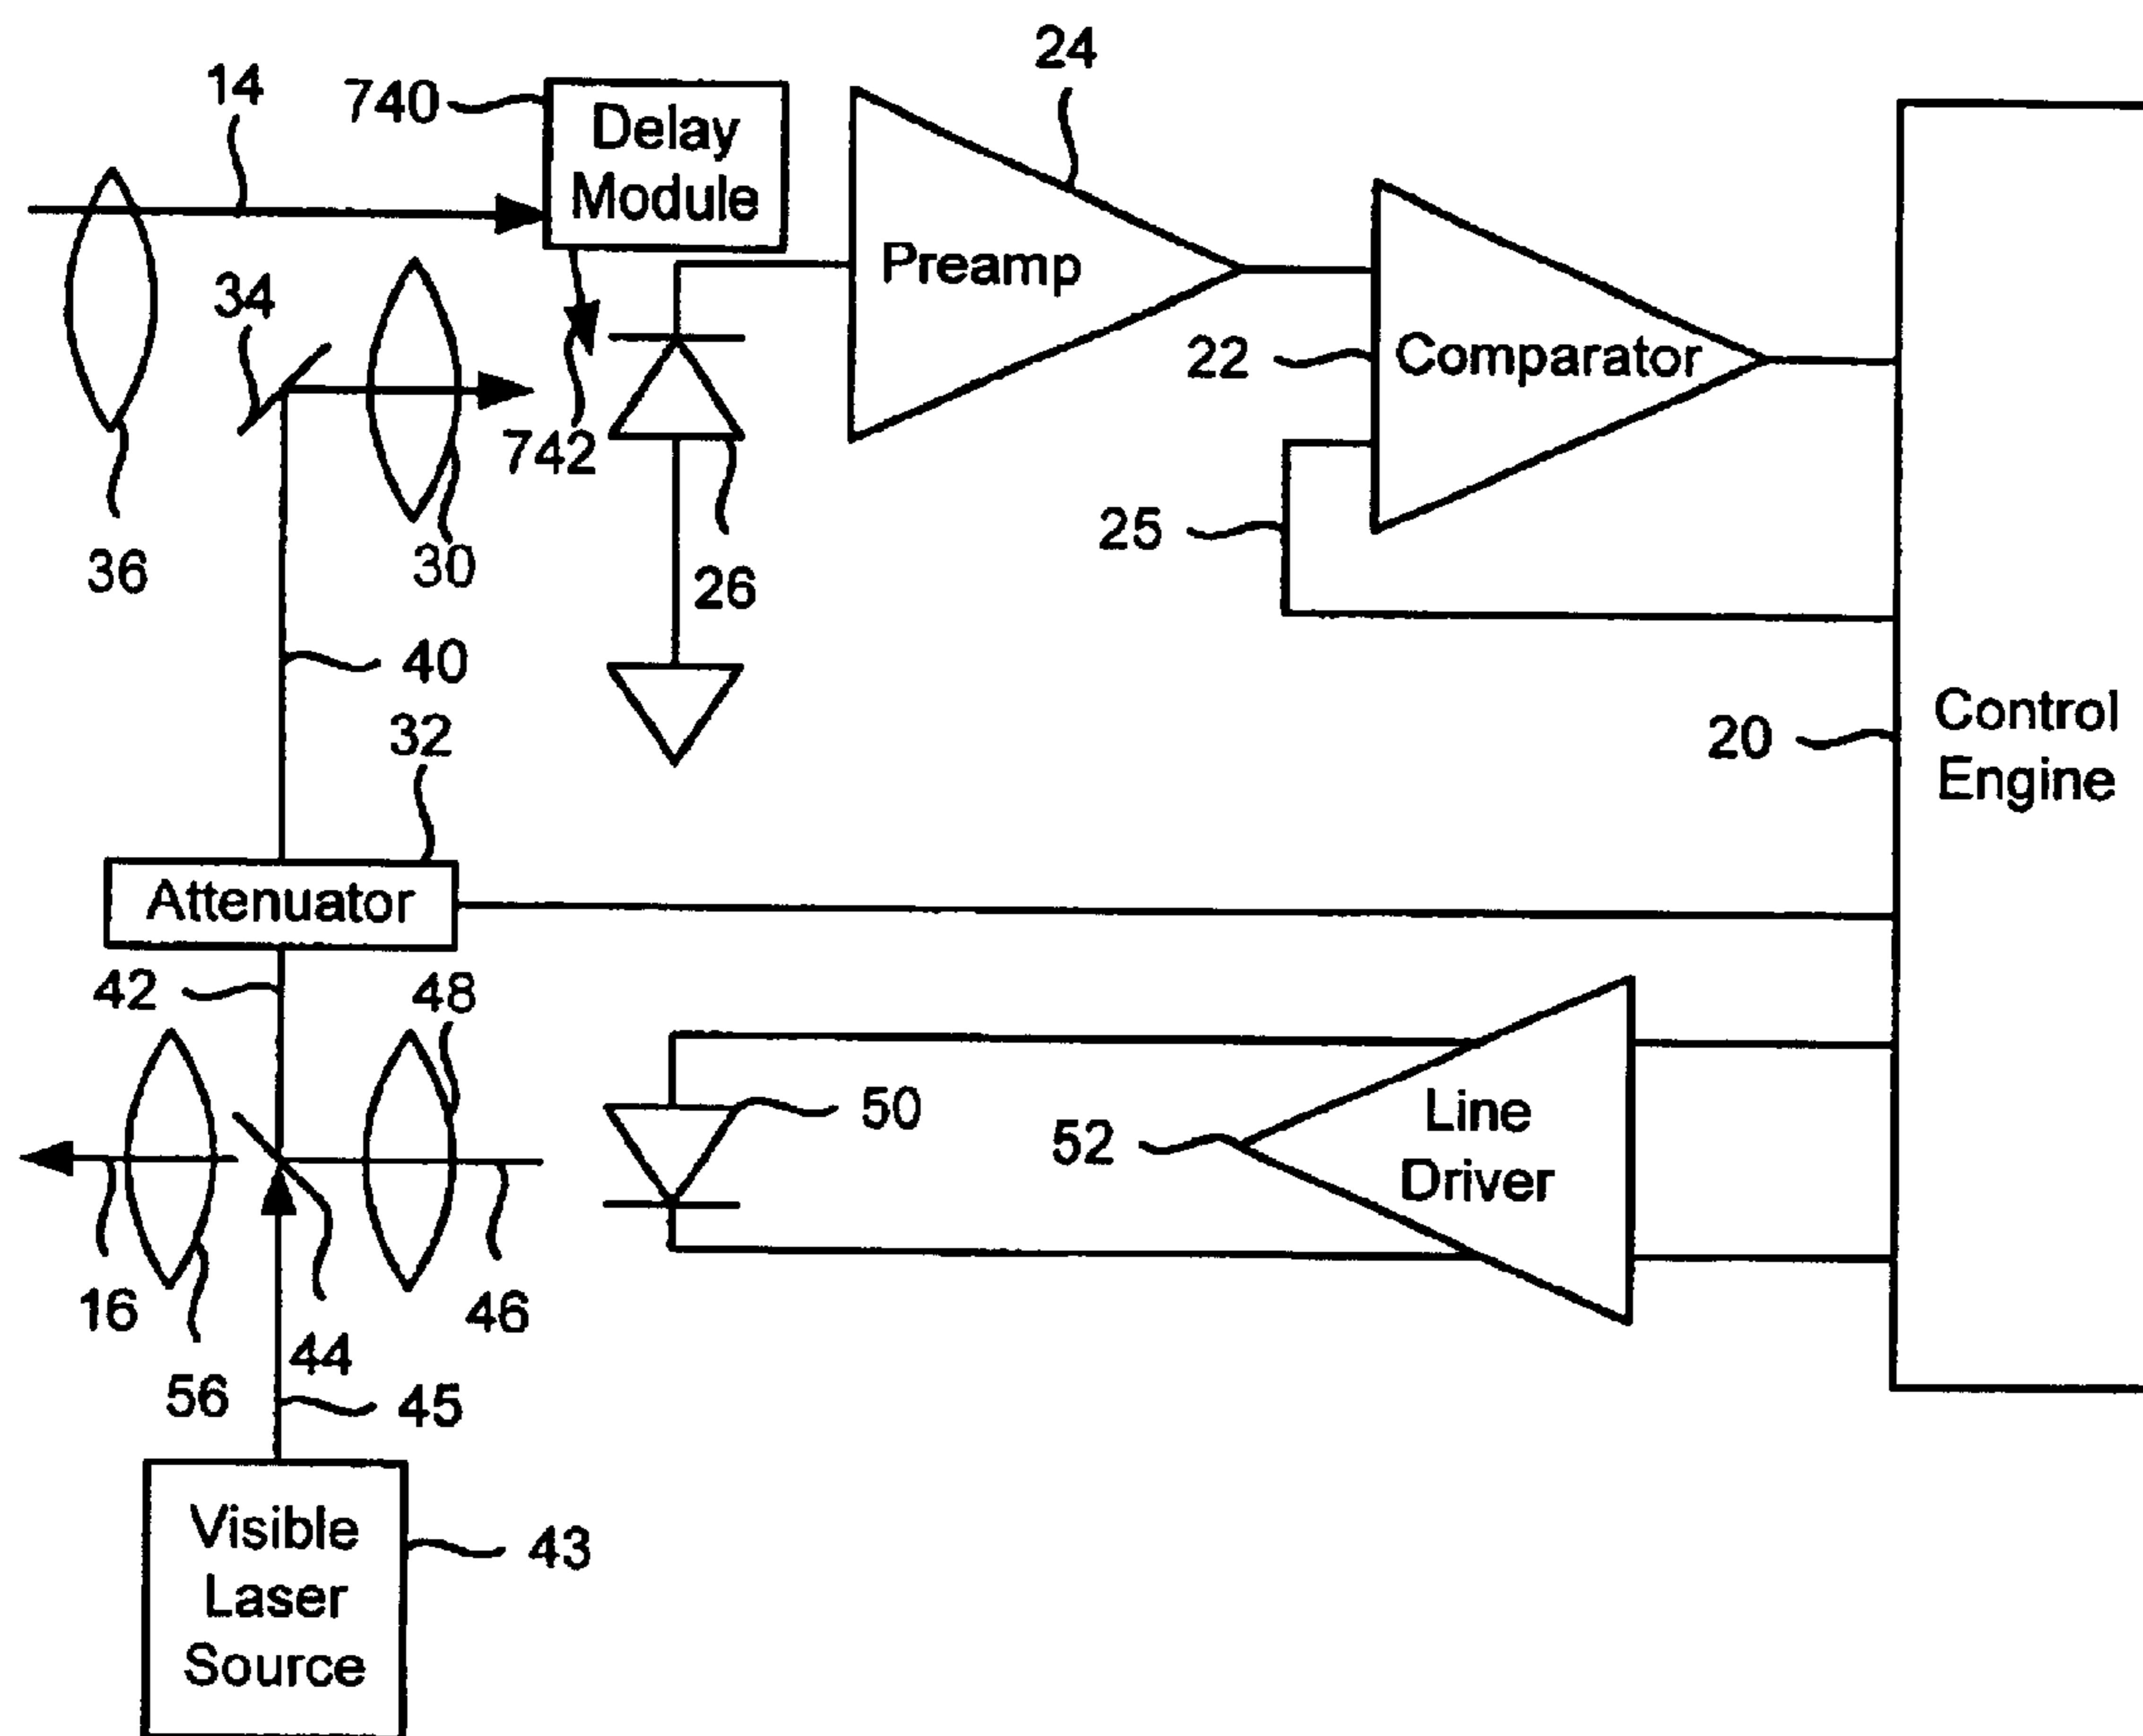 24
14
740
Delay
Module
34
Preamp
22
Comparator
742
25
36
30
26
40
32
20
Control
Engine
Attenuator
42
48
50
52
Line
Driver
16
44
46
56
45
Visible
Laser
Source
43